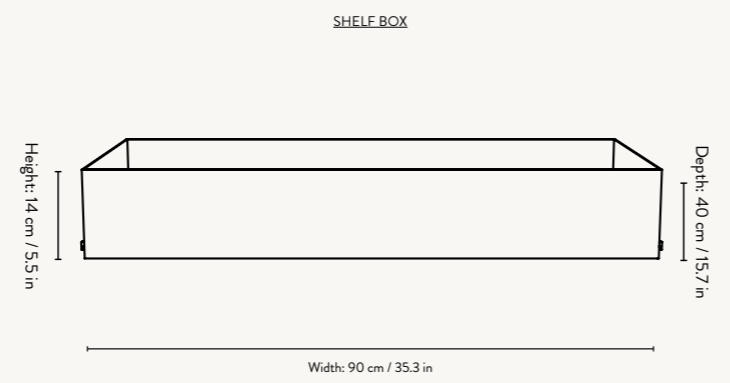 SHELF BOX
Height: 14 cm / 5.5 in
Depth: 40 cm / 15.7 in
Width: 90 cm / 35.3 in